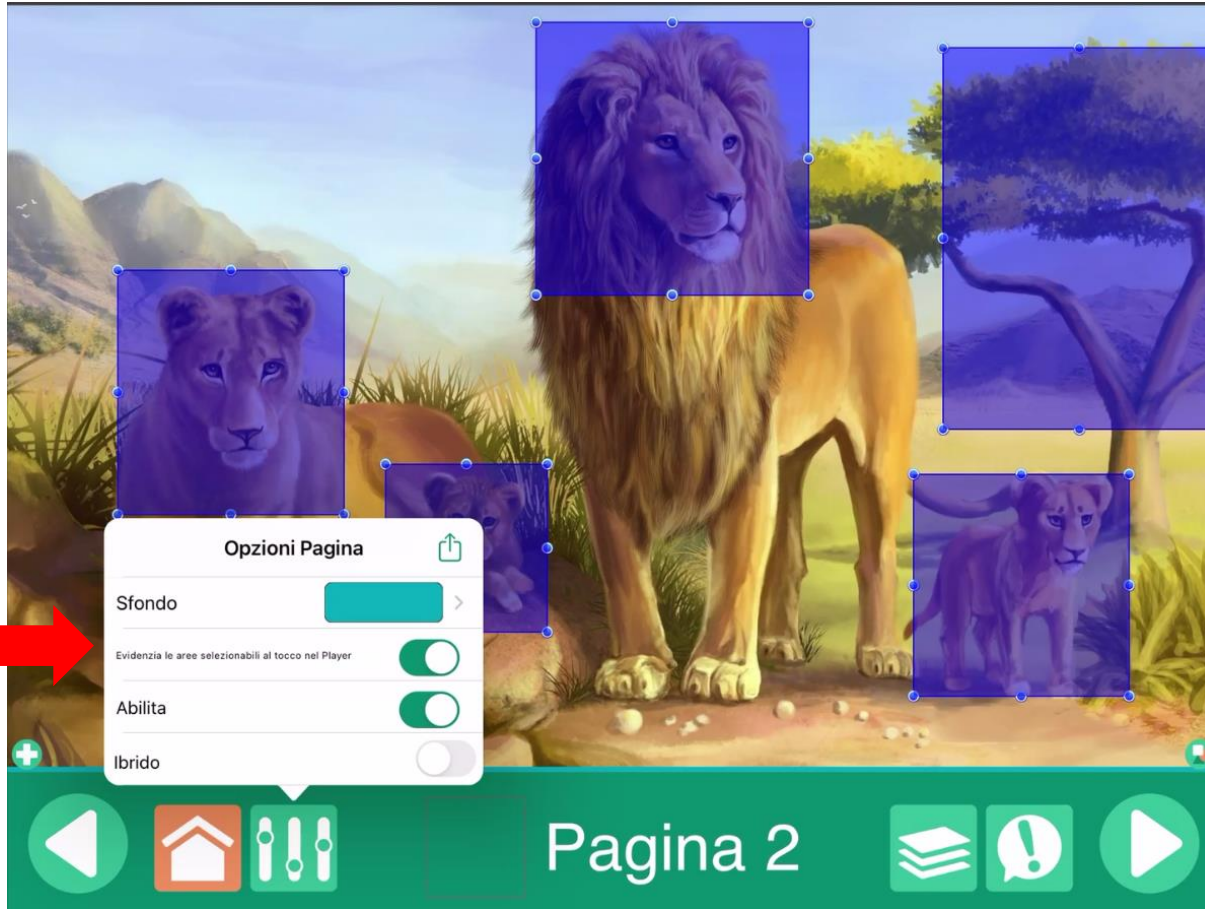 Opzioni Pagina
Sfondo
Evidenzia le aree selezionabili al tocco nel Player
Abilita
Ibrido
Pagina 2